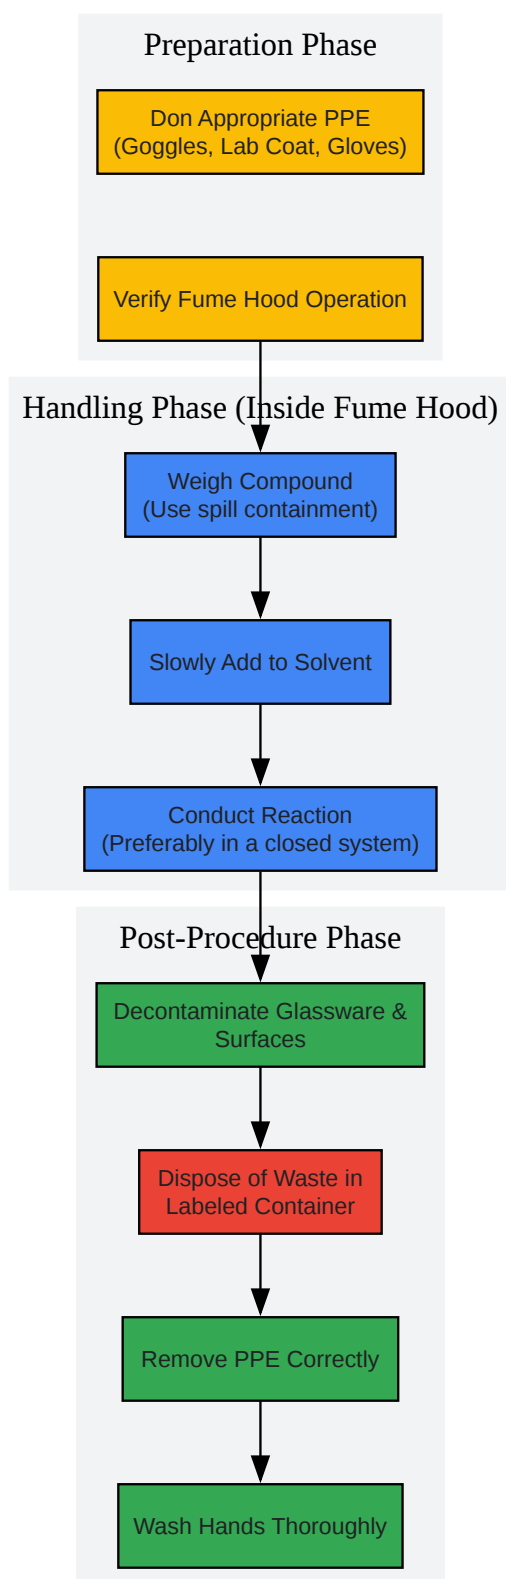 Preparation Phase
Don Appropriate PPE
(Goggles, Lab Coat, Gloves)
Verify Fume Hood Operation
Handling Phase (Inside Fume Hood)
Weigh Compound
(Use spill containment)
Slowly Add to Solvent
Conduct Reaction
(Preferably in a closed system)
Post-Procedure Phase
Decontaminate Glassware &
Surfaces
Dispose of Waste in
Labeled Container
Remove PPE Correctly
Wash Hands Thoroughly